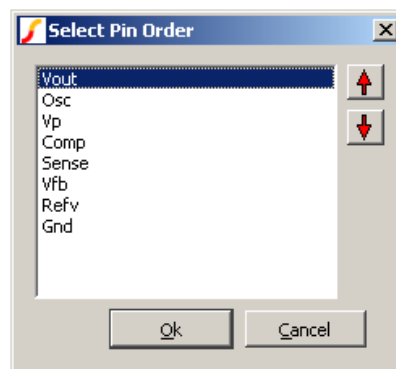 Select Pin Order
Vout
Osc
Vp
Comp
Sense
Vfb
Refv
Gnd
Ok
Cancel